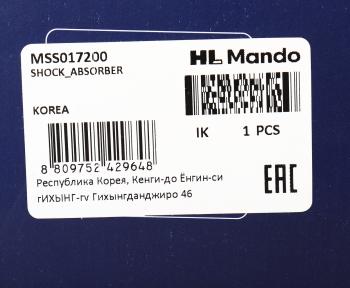 MSS017200
SHOCK_ABSORBER
HL Mando
KOREA
IK 1 PCS
8 809752 429648
EAC
Республика Корея, Кенги-до Ёнгин-си
гИХЫНГ-гv Гихынгданджиро 46